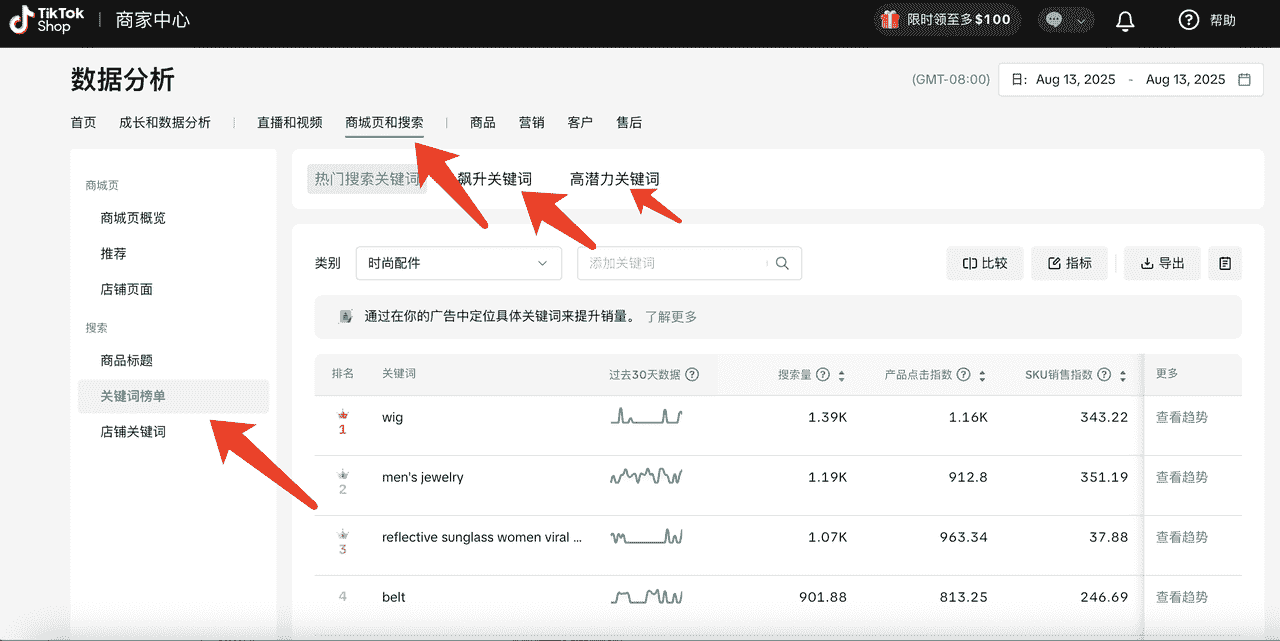 TikTok Shop | 商家中心 限时领至多$100 帮助
数据分析 (GMT-08:00) 日: Aug 13, 2025 - Aug 13, 2025
首页 成长和数据分析 直播和视频 商城页和搜索 商品 营销 客户 售后
商城页
商城页概览
推荐
店铺页面
搜索
商品标题
关键词榜单
店铺关键词
热门搜索关键词 飙升关键词 高潜力关键词
类别 时尚配件 添加关键词 比较 指标 导出
通过在你的广告中定位具体关键词来提升销量。 了解更多
排名 关键词 过去30天数据 搜索量 产品点击指数 SKU销售指数 更多
1 wig 1.39K 1.16K 343.22 查看趋势
2 men's jewelry 1.19K 912.8 351.19 查看趋势
3 reflective sunglass women viral ... 1.07K 963.34 37.88 查看趋势
4 belt 901.88 813.25 246.69 查看趋势